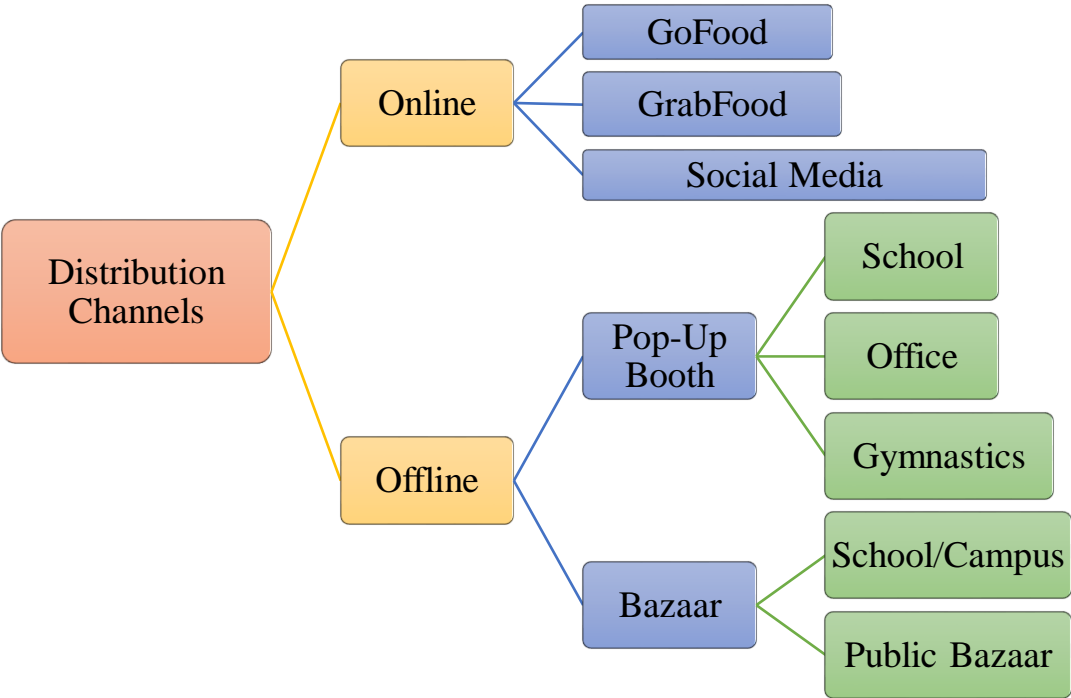 Distribution
Channels
Online
GoFood
GrabFood
Social Media
Offline
Pop-Up
Booth
School
Office
Gymnastics
Bazaar
School/Campus
Public Bazaar